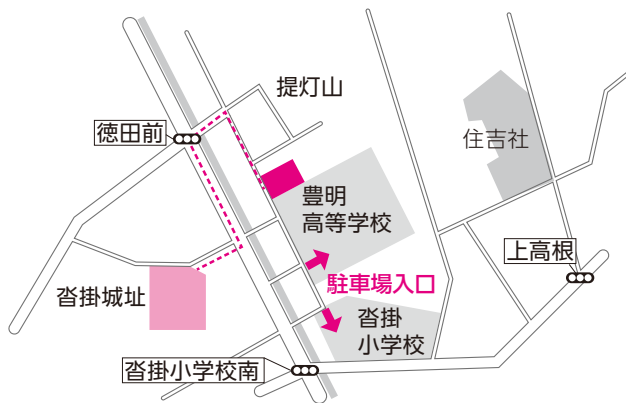 提灯山
徳田前
住吉社
豊明
高等学校
上高根
駐車場入口
沓掛城址
沓掛
小学校
沓掛小学校南